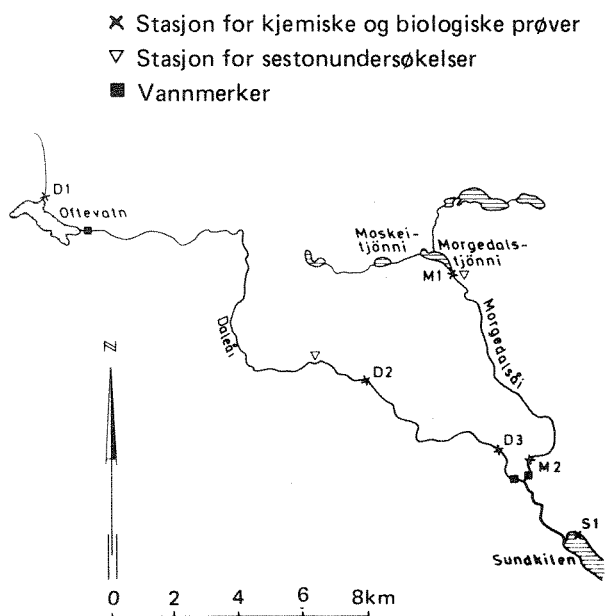 Stasjon for kjemiske og biologiske prøver
Stasjon for sestonundersøkelser
Vannmerker
D1
Oftevatn
Moskei-
tjönni
Morgedals-
tjönni
M1
Morgedalsåi
Daleåi
N
D2
D3
M2
S1
Sundkilen
0 2 4 6 8km